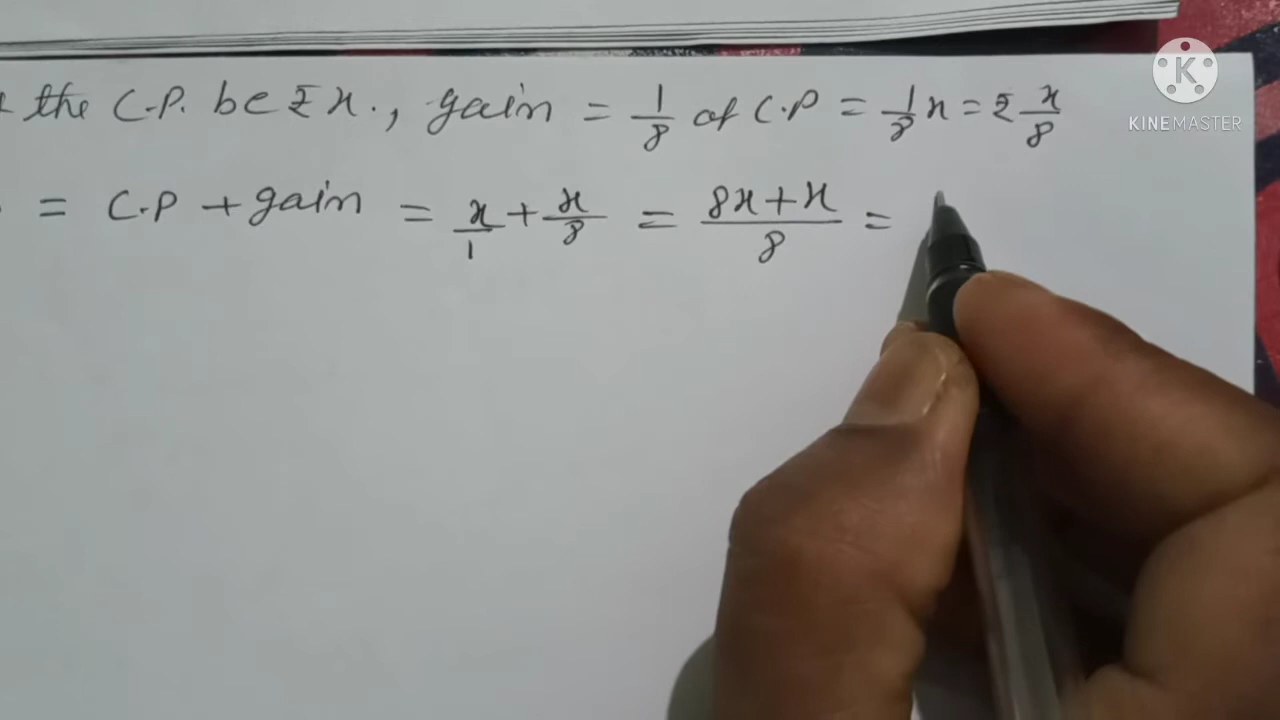 the C.P. be ₹ x., gain = 1/8 of C.P = 1/8 x = ₹ x/8
= C.P + gain = x/1 + x/8 = 8x+x/8 =
K
KINEMASTER